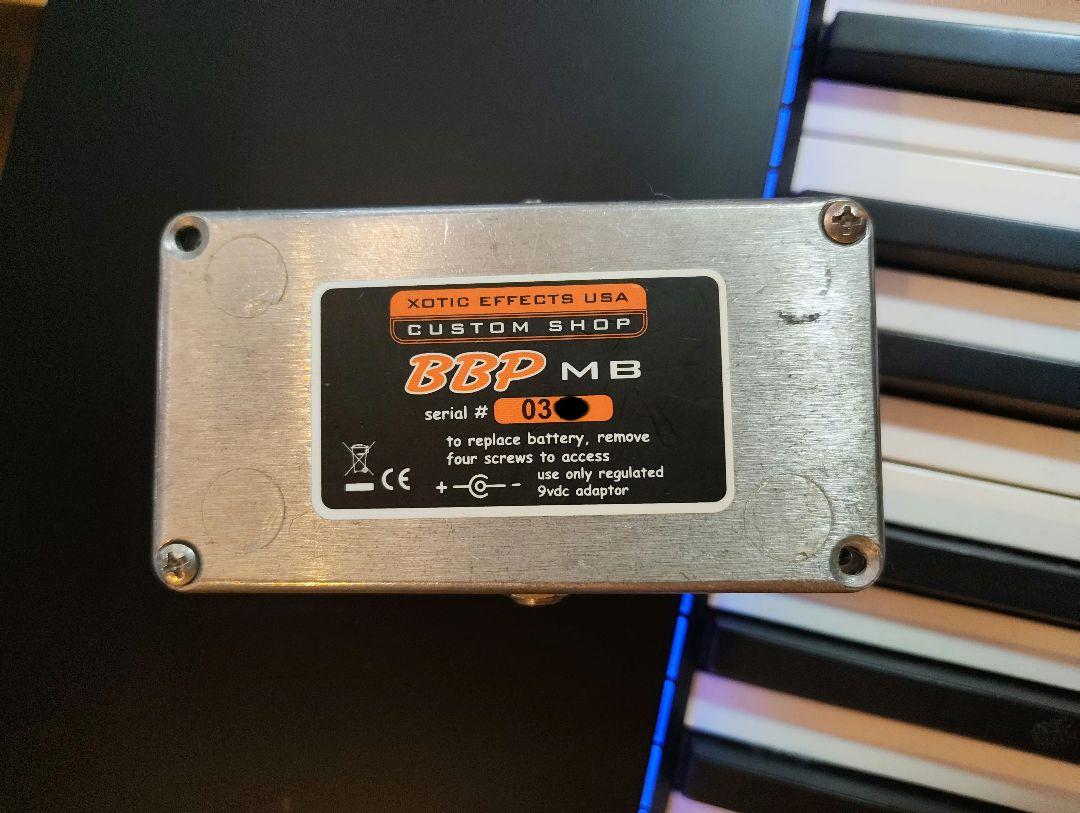 XOTIC EFFECTS USA
CUSTOM SHOP
BBP MB
serial # 03
to replace battery, remove
four screws to access
use only regulated
9vdc adaptor
+ -
CE